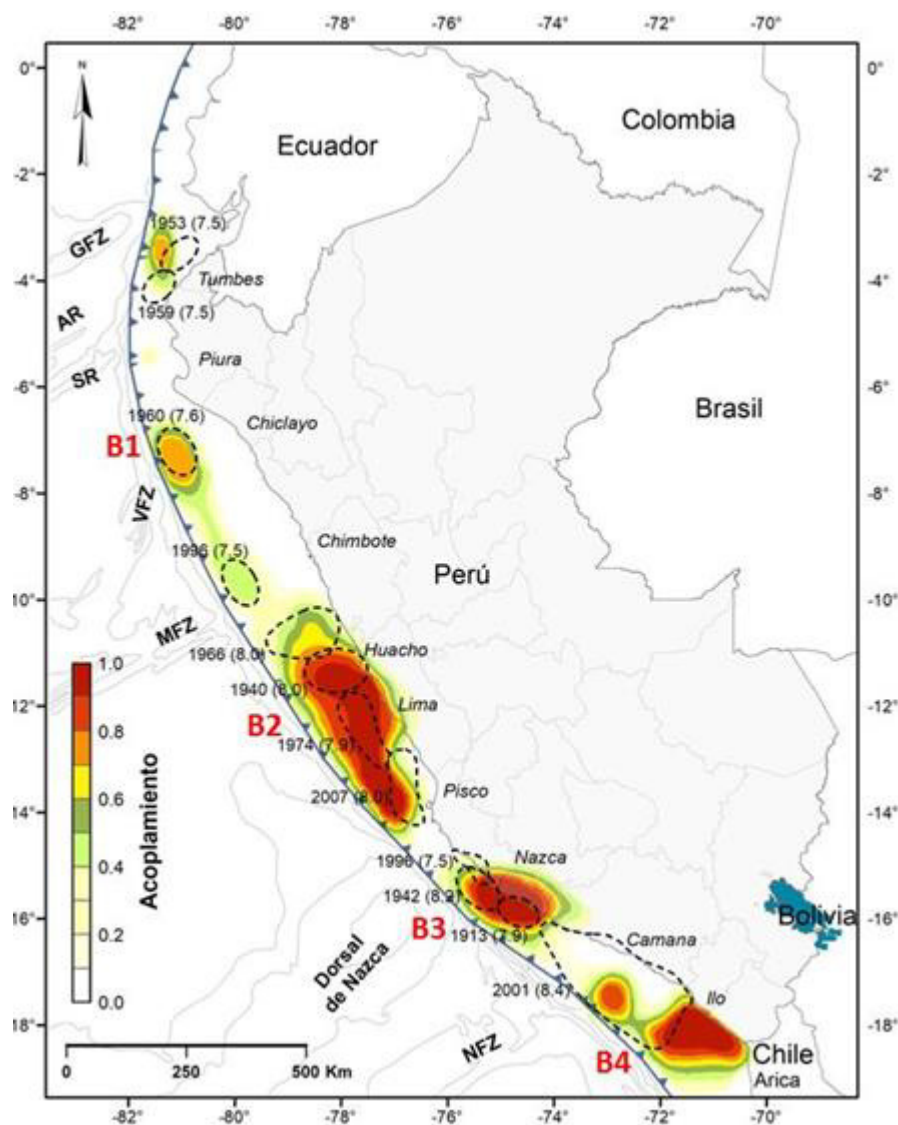 -82° -80° -78° -76° -74° -72° -70°
0° 0°
N
Colombia
Ecuador
-2° -2°
1953 (7.5)
GFZ
Tumbes
-4° -4°
1959 (7.5)
AR
Piura
SR
-6° -6°
1960 (7.6)
Chiclayo
Brasil
B1
-8° -8°
VFZ
1996 (7.5)
Chimbote
Perú
-10° -10°
MFZ
1966 (8.0)
Huacho
1.0
1940 (8.0)
-12° -12°
Lima
B2
0.8
1974 (7.9)
Pisco
2007 (8.0)
0.6
-14° -14°
Acoplamiento
1996 (7.5)
Nazca
0.4
1942 (8.2)
Bolivia
-16° -16°
B3
1913 (7.9)
Camana
0.2
Dorsal
de Nazca
2001 (8.4)
Ilo
0.0
-18° -18°
NFZ
B4
Chile
Arica
0 250 500 Km
-82° -80° -78° -76° -74° -72° -70°